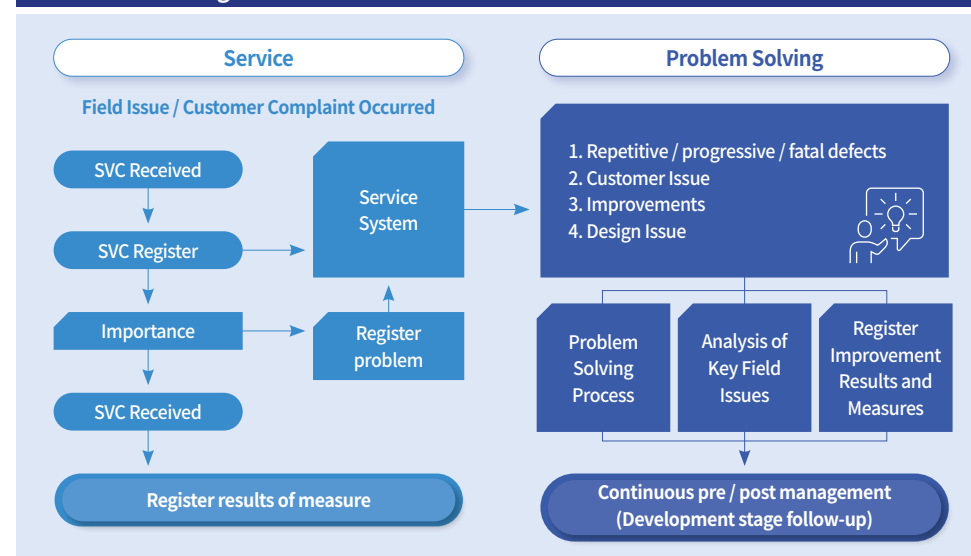 Service
Field Issue / Customer Complaint Occurred
SVC Received
SVC Register
Importance
SVC Received
Register results of measure
Service
System
Register
problem
Problem Solving
1. Repetitive / progressive / fatal defects
2. Customer Issue
3. Improvements
4. Design Issue
Problem
Solving
Process
Analysis of
Key Field
Issues
Register
Improvement
Results and
Measures
Continuous pre / post management
(Development stage follow-up)